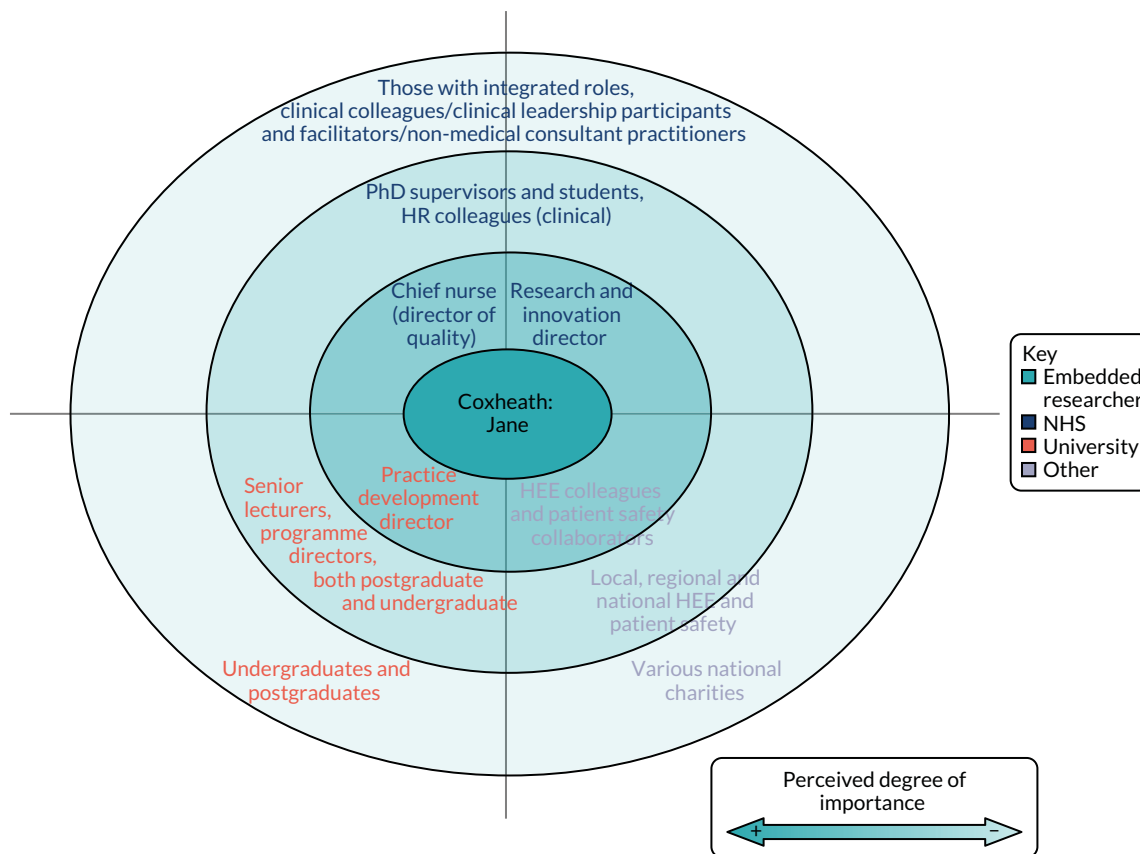 Those with integrated roles,
clinical colleagues/clinical leadership participants
and facilitators/non-medical consultant practitioners
PhD supervisors and students,
HR colleagues (clinical)
Chief nurse
(director of
quality)
Research and
innovation
director
Coxheath:
Jane
Key
Embedded
researcher
NHS
University
Other
Practice
development
director
Senior
lecturers,
programme
directors,
both postgraduate
and undergraduate
HEE colleagues
and patient safety
collaborators
Local, regional and
national HEE and
patient safety
Undergraduates and
postgraduates
Various national
charities
Perceived degree of
importance
+ −